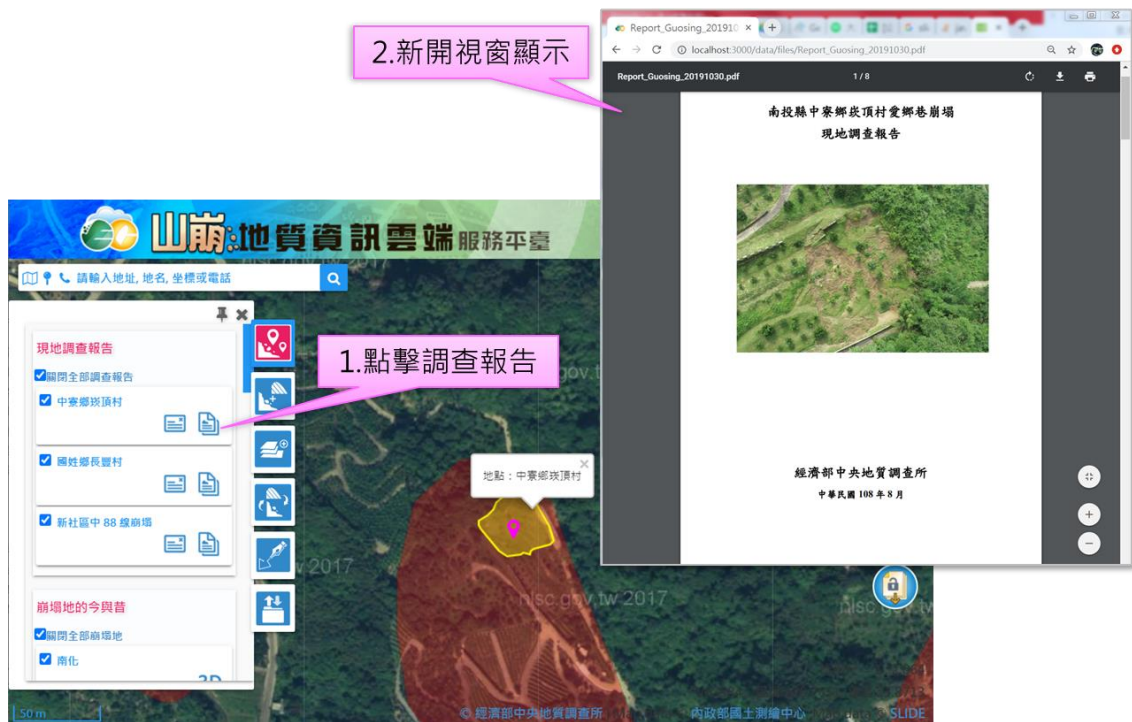 2.新開視窗顯示
Report_Guosing_201910
localhost:3000/data/files/Report_Guosing_20191030.pdf
Report_Guosing_20191030.pdf
1 / 8
南投縣中寮鄉崁頂村愛鄉巷崩塌
現地調查報告
經濟部中央地質調查所
中華民國 108 年 8 月
山崩地質資訊雲端服務平臺
請輸入地址, 地名, 坐標或電話
1.點擊調查報告
現地調查報告
關閉全部調查報告
中寮鄉崁頂村
國姓鄉長豐村
新社區中 88 線崩塌
崩塌地的今與昔
關閉全部崩塌地
南化
地點：中寮鄉崁頂村
nlsc.gov.tw 2017
50 m
© 經濟部中央地質調查所
內政部國土測繪中心
SLIDE